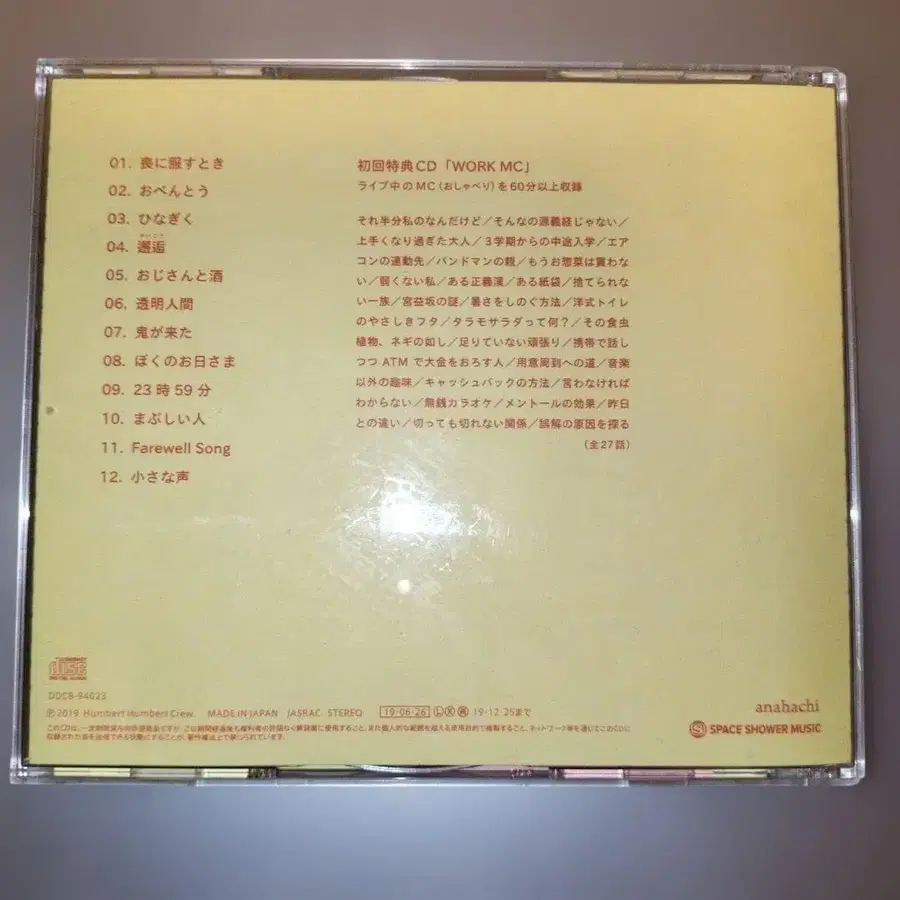 01. 喪に服すとき
02. おべんとう
03. ひなぎく
04. 邂逅
05. おじさんと酒
06. 透明人間
07. 鬼が来た
08. ぼくのお日さま
09. 23時59分
10. まぶしい人
11. Farewell Song
12. 小さな声
初回特典CD「WORK MC」
ライブ中のMC（おしゃべり）を60分以上収録
それ半分私のなんだけど／そんなの源義経じゃない／
上手くなり過ぎた大人／3学期からの中途入学／エア
コンの連動先／バンドマンの親／もうお惣菜は買わな
い／弱くない私／ある正義漢／ある紙袋／捨てられな
い一族／宮益坂の謎／暑さをしのぐ方法／洋式トイレ
のやさしきフタ／タラモサラダって何？／その食虫
植物、ネギの如し／足りていない頑張り／携帯で話し
つつATMで大金をおろす人／用意周到への道／音楽
以外の趣味／キャッシュバックの方法／言わなければ
わからない／無銭カラオケ／メントールの効果／昨日
との違い／切っても切れない関係／誤解の原因を探る
（全27話）
COMPACT disc DIGITAL AUDIO
DDCB-94023
℗2019 Humbert Humbert Crew. MADE IN JAPAN JASRAC STEREO 19・06・26 Ⓛ Ⓧ 19・12・25まで
anahachi
SPACE SHOWER MUSIC